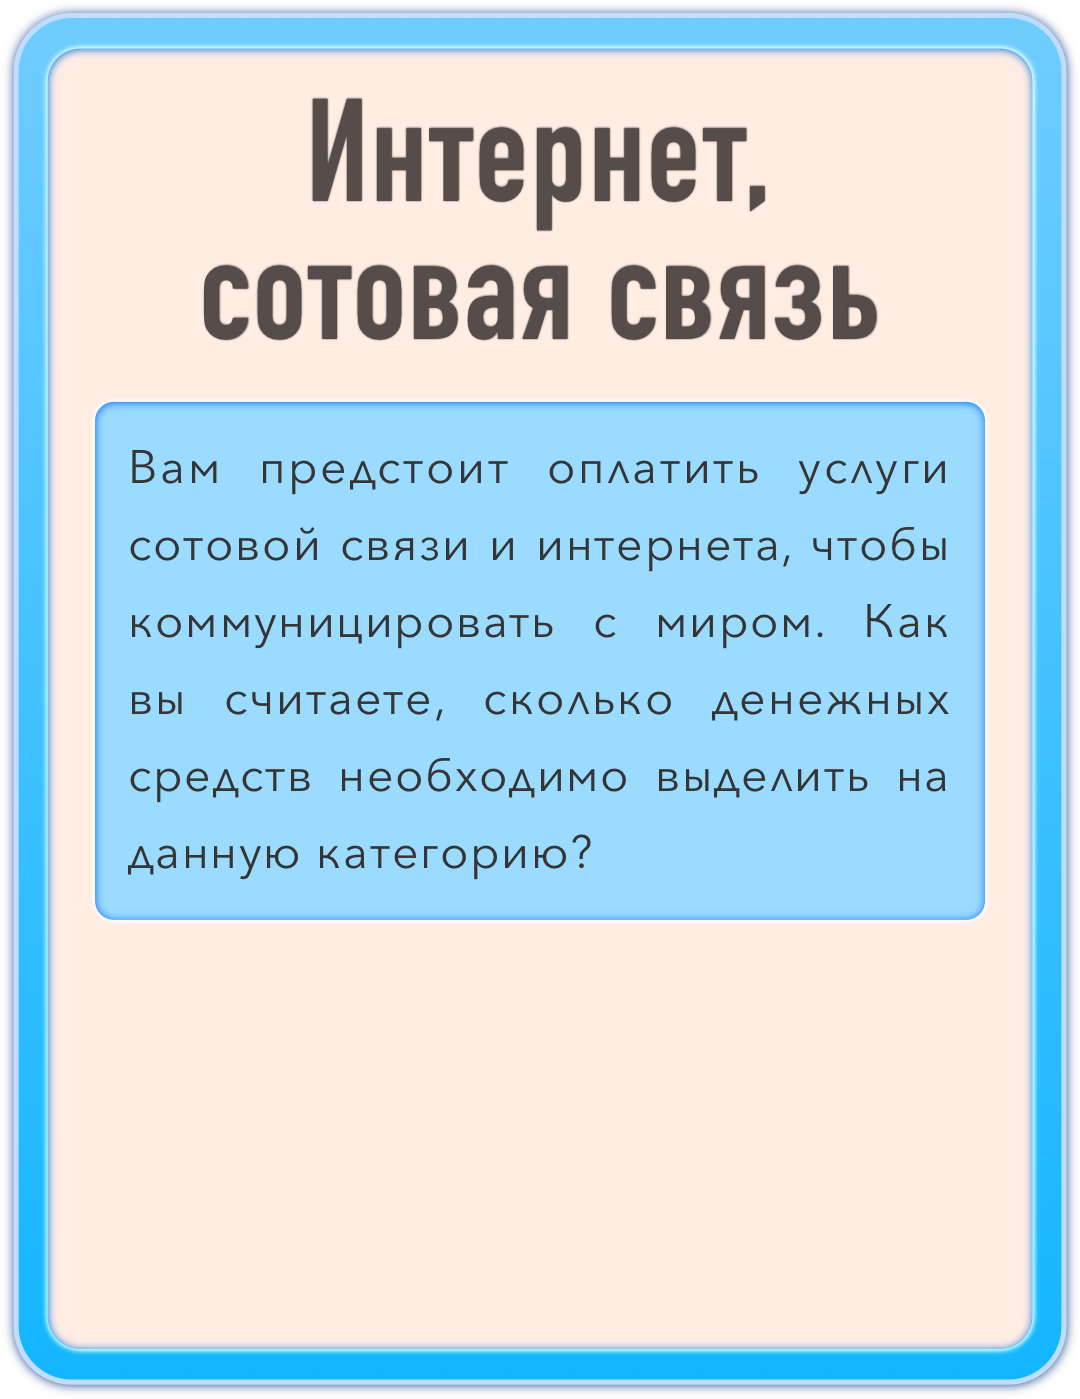 Интернет,
сотовая связь
Вам предстоит оплатить услуги
сотовой связи и интернета, чтобы
коммуницировать с миром. Как
вы считаете, сколько денежных
средств необходимо выделить на
данную категорию?